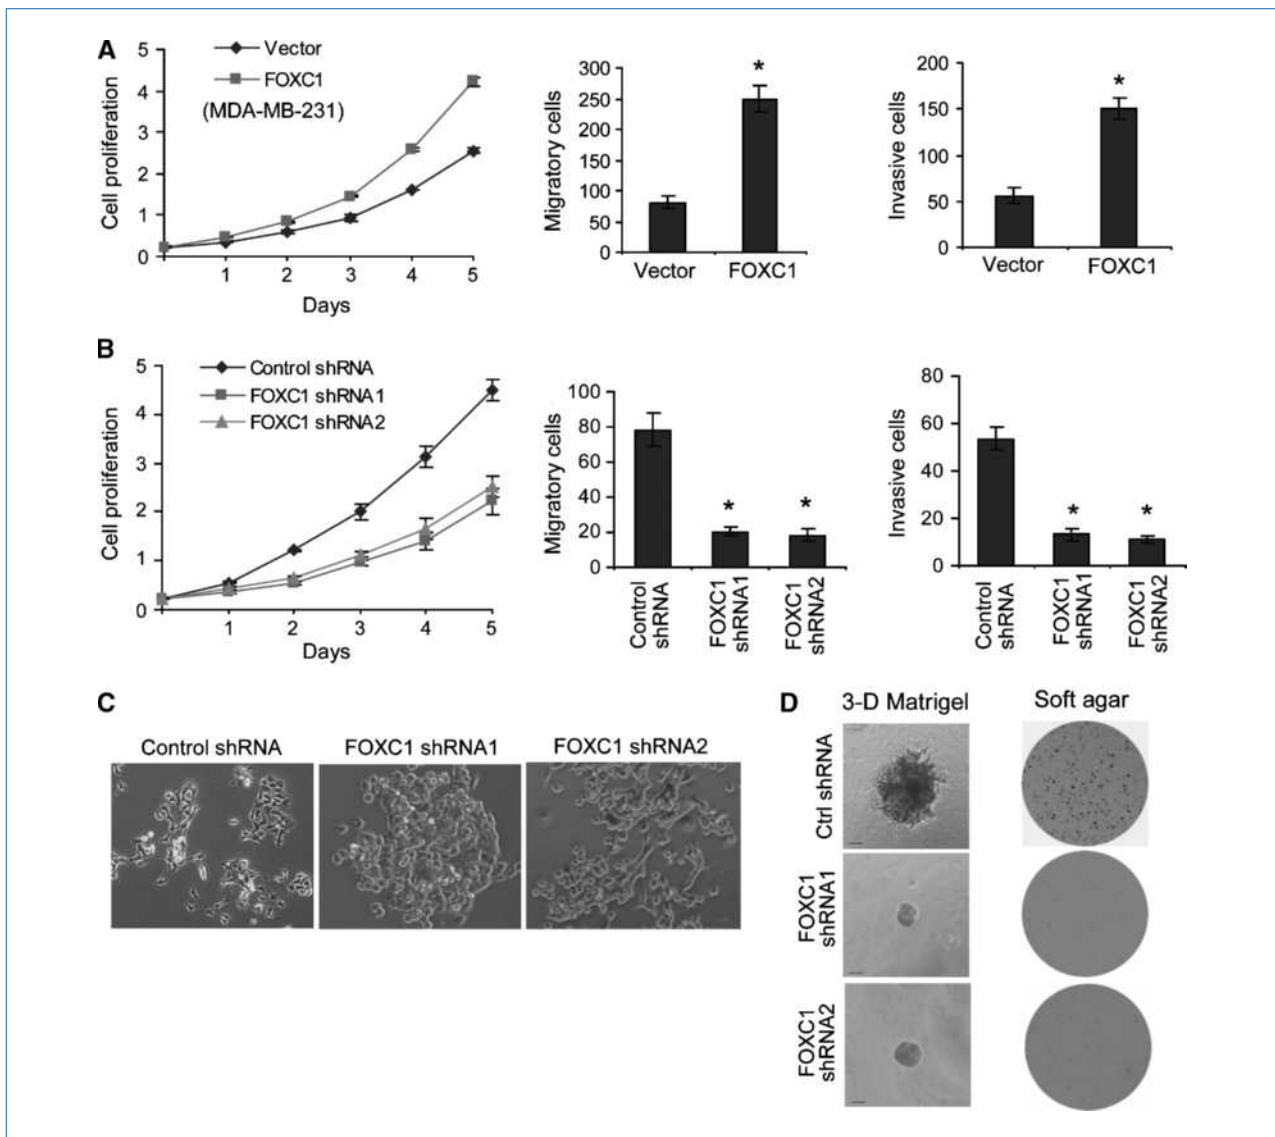 A
Vector
FOXC1
(MDA-MB-231)
Cell proliferation
5
4
3
2
1
0
1 2 3 4 5
Days
Migratory cells
300
250
200
150
100
50
0
*
Vector FOXC1
Invasive cells
200
150
100
50
0
*
Vector FOXC1
B
Control shRNA
FOXC1 shRNA1
FOXC1 shRNA2
Cell proliferation
5
4
3
2
1
0
1 2 3 4 5
Days
Migratory cells
100
80
60
40
20
0
* *
Control
shRNA
FOXC1
shRNA1
FOXC1
shRNA2
Invasive cells
80
60
40
20
0
* *
Control
shRNA
FOXC1
shRNA1
FOXC1
shRNA2
C
Control shRNA FOXC1 shRNA1 FOXC1 shRNA2
D
3-D Matrigel Soft agar
Ctrl shRNA
FOXC1
shRNA1
FOXC1
shRNA2